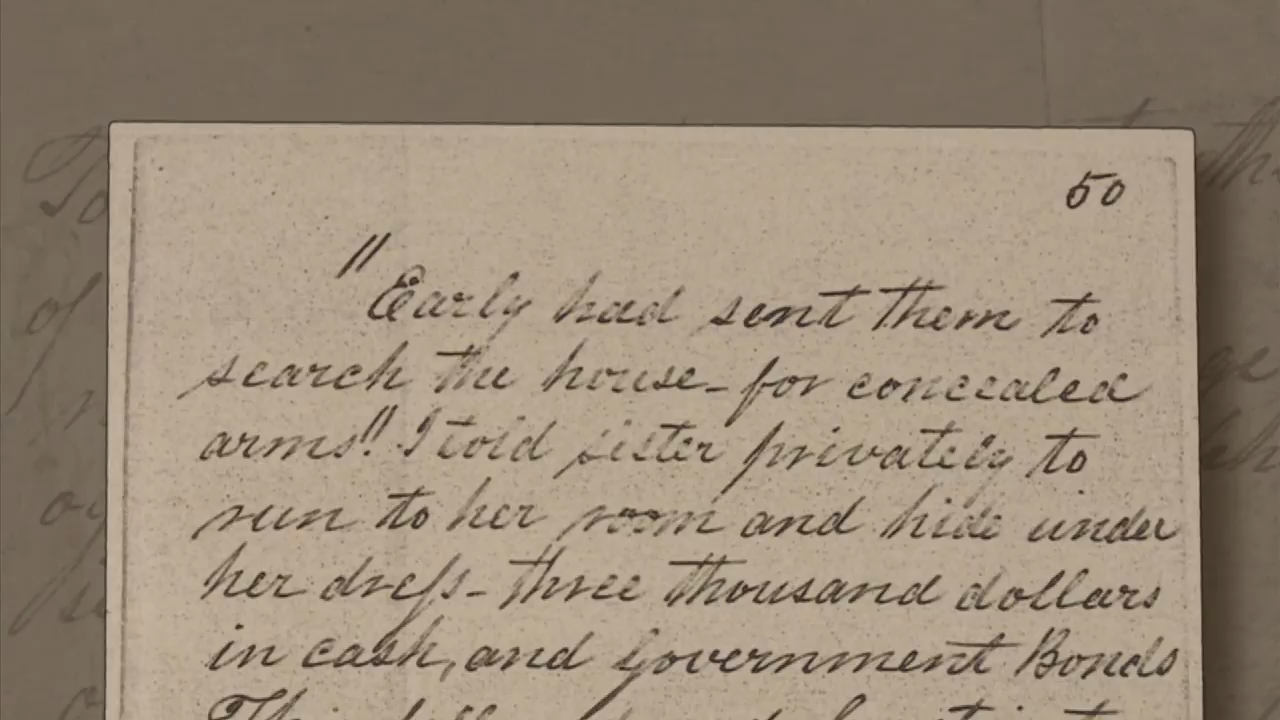 50
"Early had sent them to
search the house - for concealed
arms"! I told sister privately to
run to her room and hide under
her dress - three thousand dollars
in cash, and Government Bonds